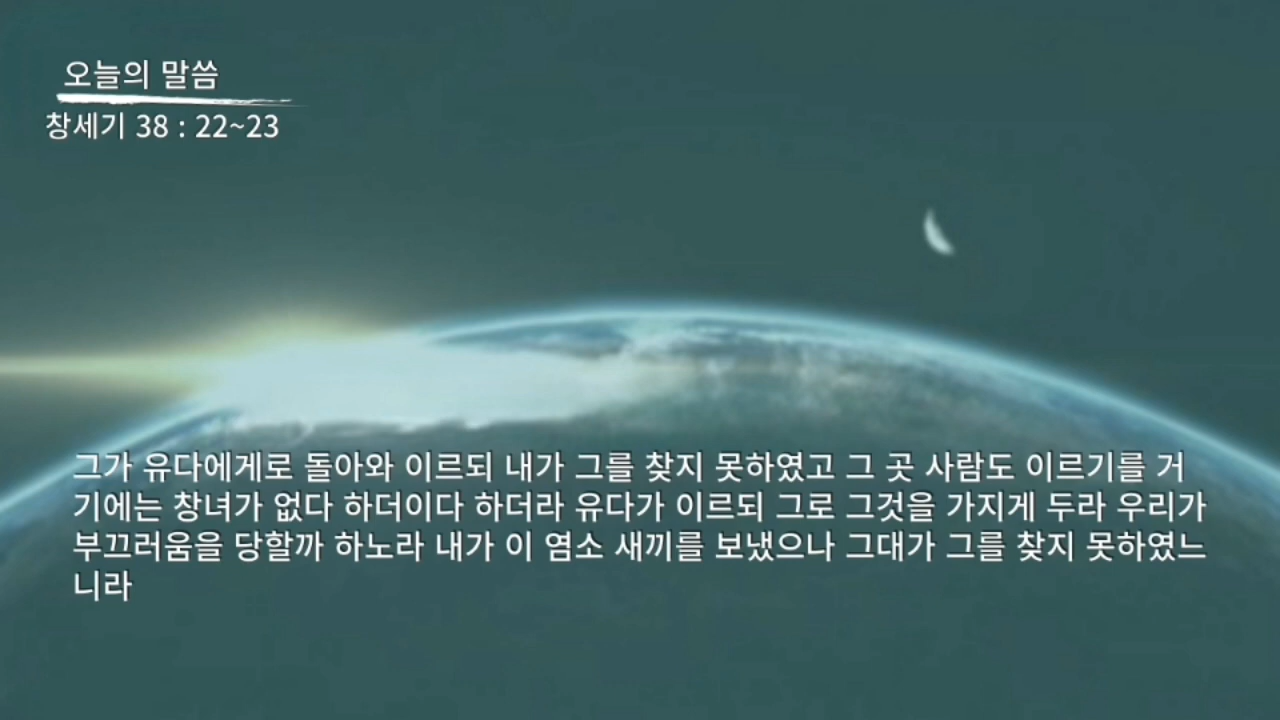 오늘의 말씀
창세기 38 : 22~23
그가 유다에게로 돌아와 이르되 내가 그를 찾지 못하였고 그 곳 사람도 이르기를 거
기에는 창녀가 없다 하더이다 하더라 유다가 이르되 그로 그것을 가지게 두라 우리가
부끄러움을 당할까 하노라 내가 이 염소 새끼를 보냈으나 그대가 그를 찾지 못하였느
니라